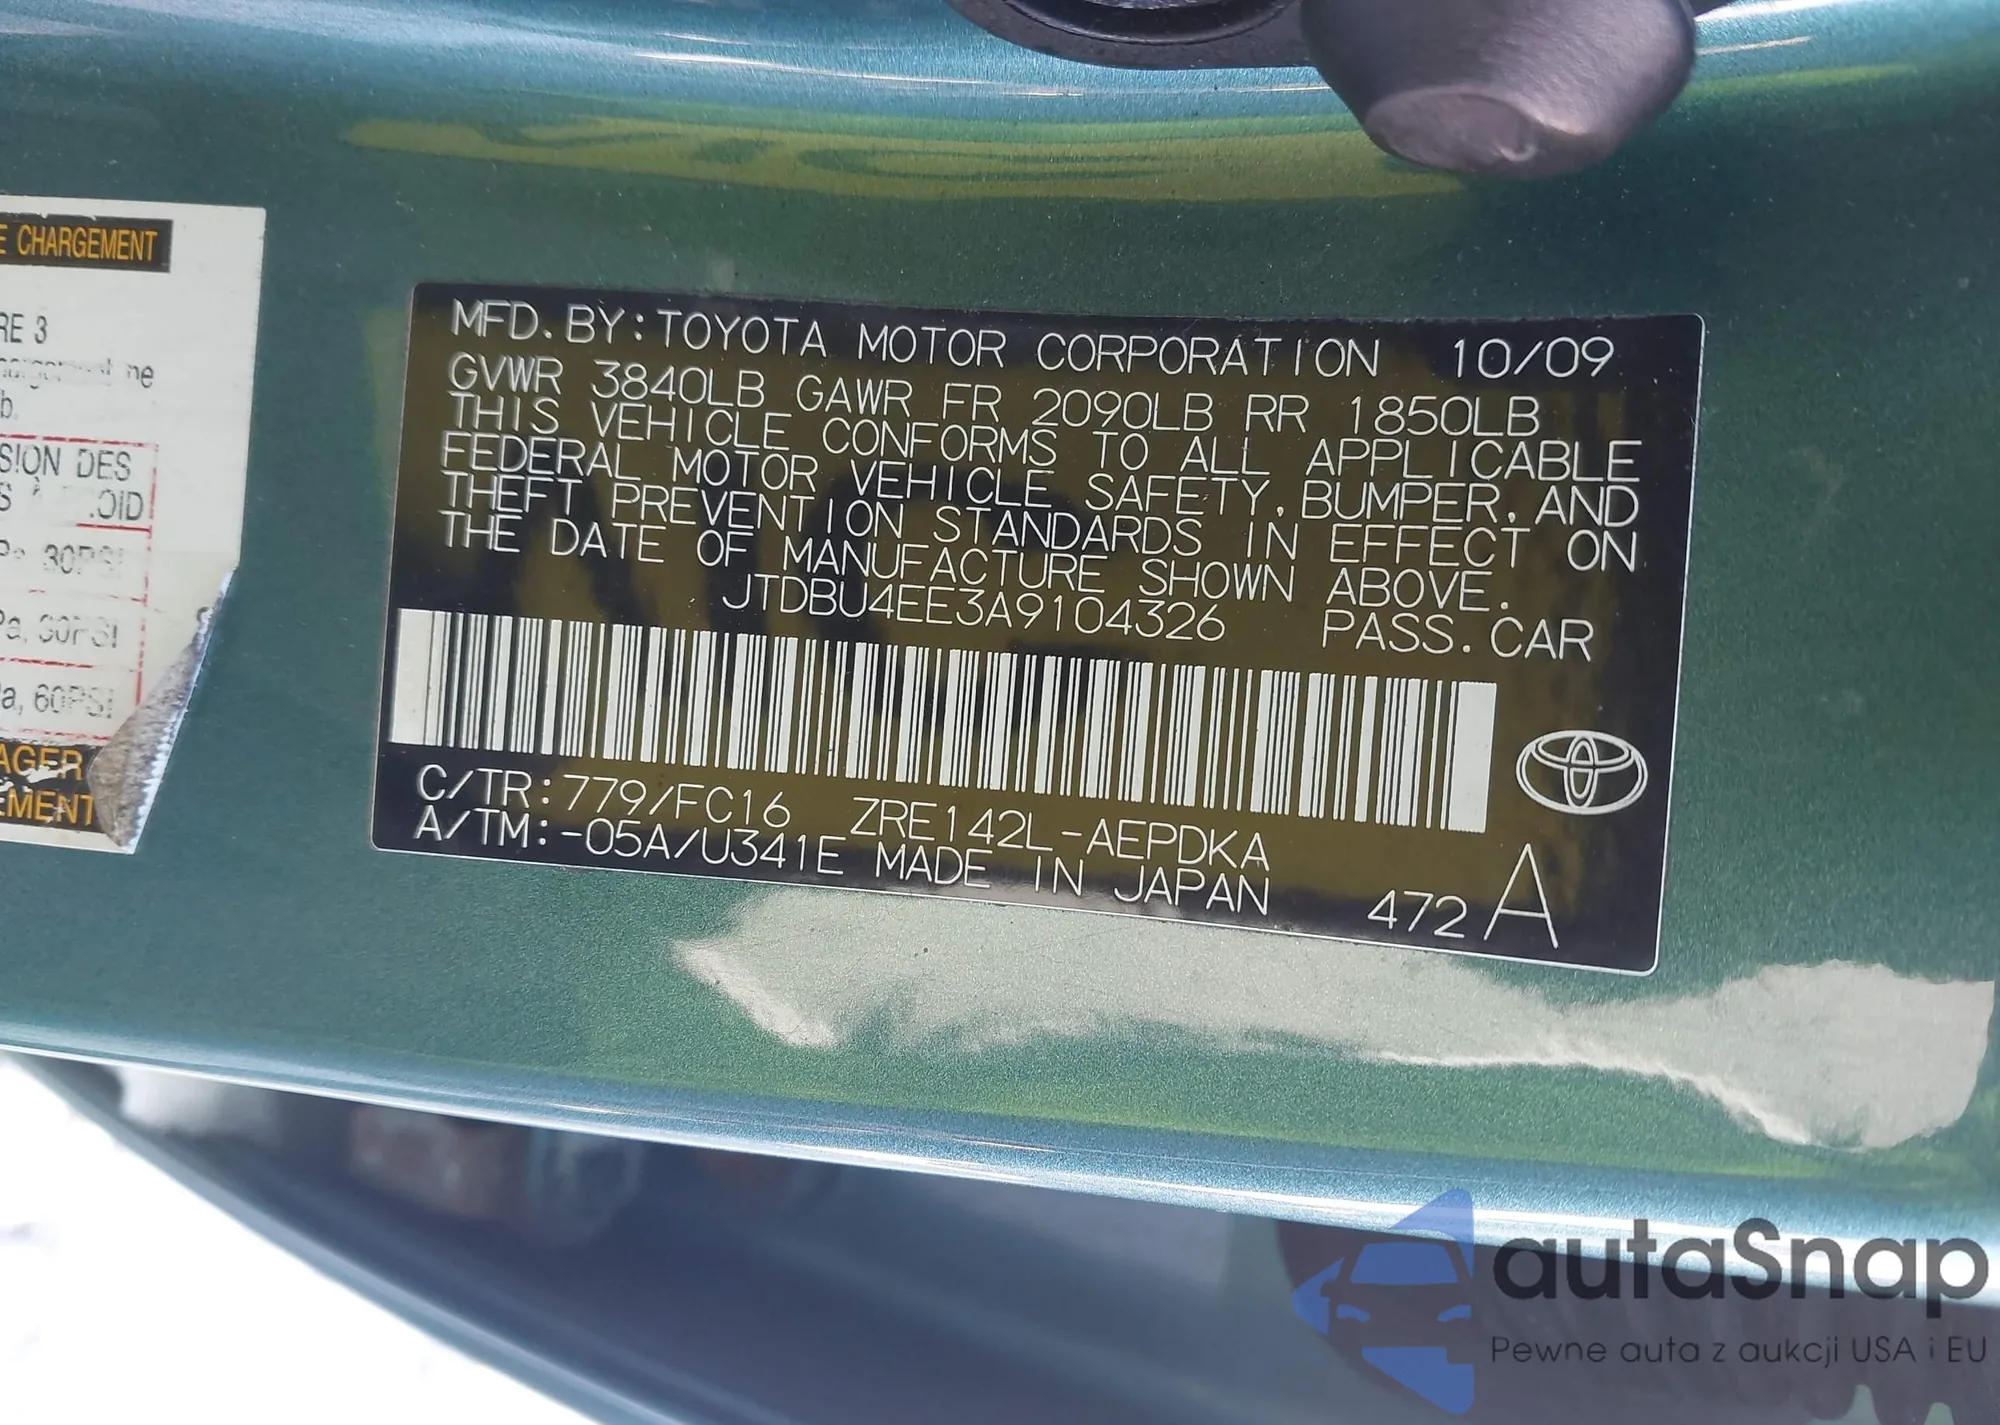 E CHARGEMENT
RE 3
ne
b.
SION DES
S OID
30PSI
Pa, 60PSI
AGER
EMENT
MFD. BY: TOYOTA MOTOR CORPORATION 10/09
GVWR 3840LB GAWR FR 2090LB RR 1850LB
THIS VEHICLE CONFORMS TO ALL APPLICABLE
FEDERAL MOTOR VEHICLE SAFETY, BUMPER, AND
THEFT PREVENTION STANDARDS IN EFFECT ON
THE DATE OF MANUFACTURE SHOWN ABOVE.
JTDBU4EE3A9104326 PASS. CAR
C/TR: 779/FC16 ZRE142L-AEPDKA
A/TM: -05A/U341E MADE IN JAPAN 472 A
autaSnap
Pewne auta z aukcji USA i EU